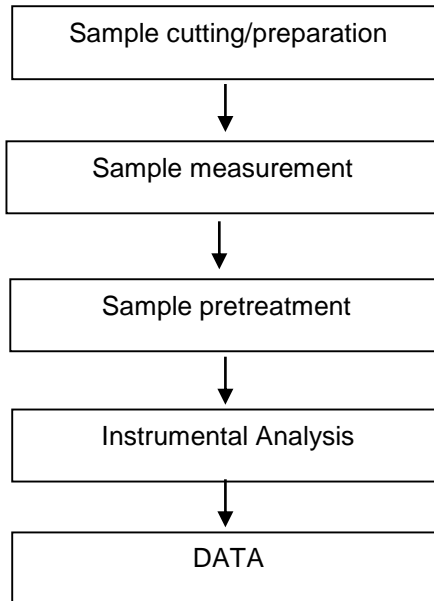 Sample cutting/preparation
Sample measurement
Sample pretreatment
Instrumental Analysis
DATA